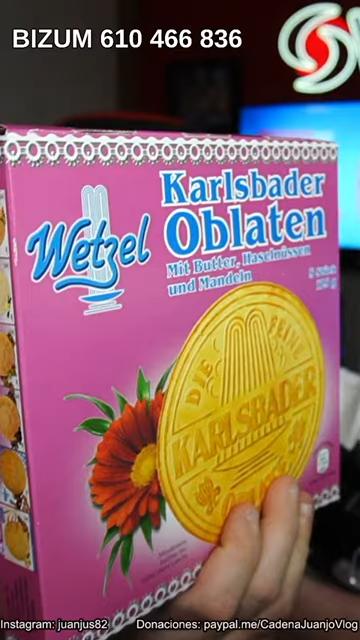 BIZUM 610 466 836
Wetzel
Karlsbader
Oblaten
Mit Butter, Haselnüssen
und Mandeln
DIE FEINE
KARLSBADER
Instagram: juanjus82
Donaciones: paypal.me/CadenaJuanjoVlog